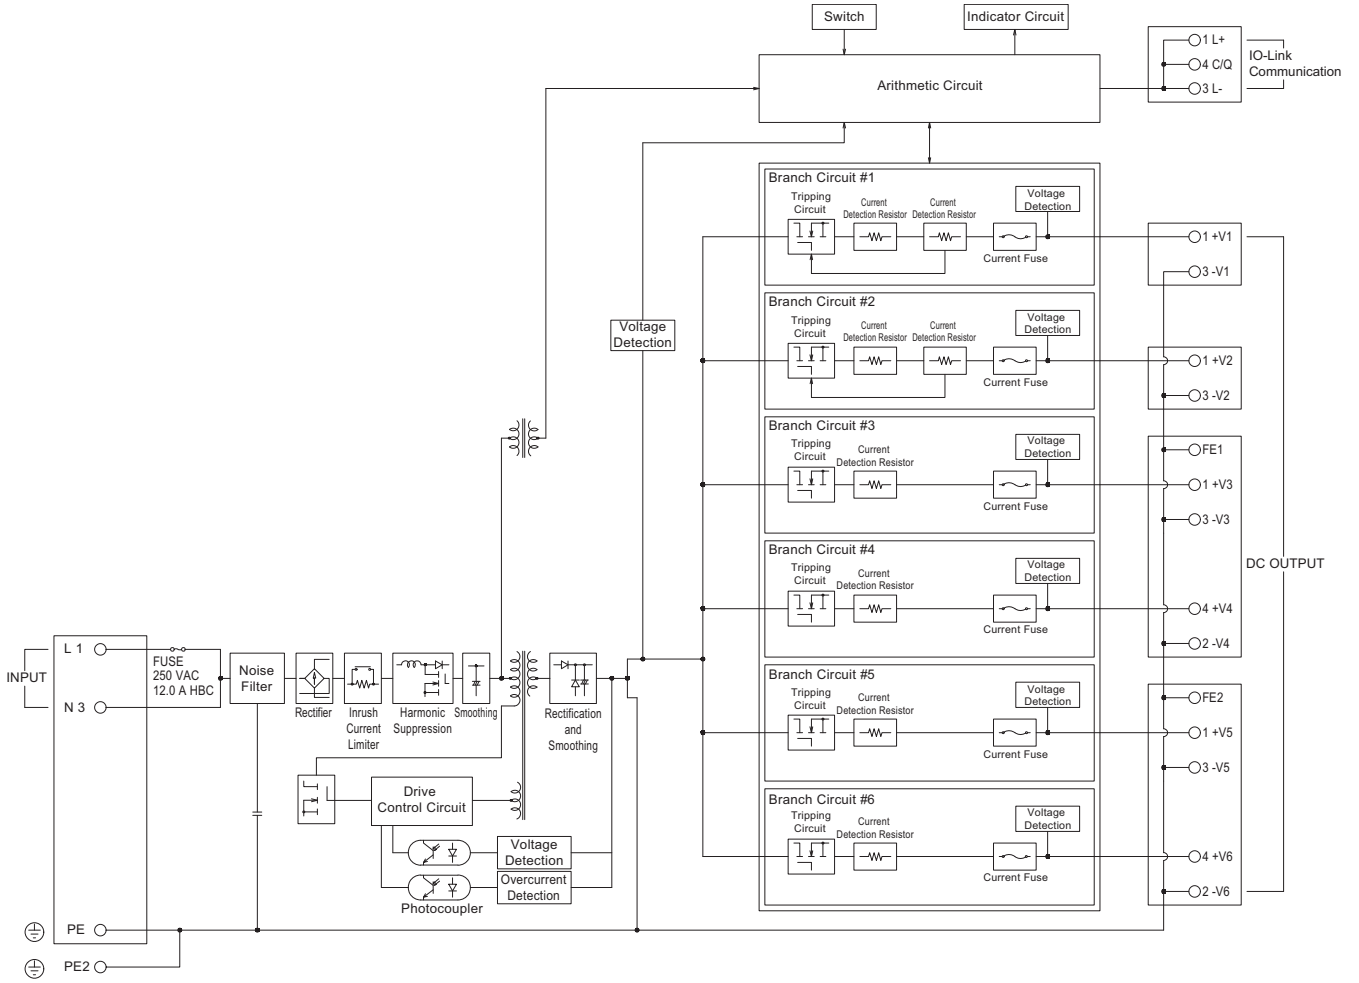 Switch
Indicator Circuit
Arithmetic Circuit
1 L+
4 C/Q
3 L-
IO-Link
Communication
Branch Circuit #1
Tripping
Circuit
Current
Detection Resistor
Current
Detection Resistor
Voltage
Detection
Current Fuse
1 +V1
3 -V1
Branch Circuit #2
Tripping
Circuit
Current
Detection Resistor
Current
Detection Resistor
Voltage
Detection
Current Fuse
1 +V2
3 -V2
Voltage
Detection
Branch Circuit #3
Tripping
Circuit
Current
Detection Resistor
Voltage
Detection
Current Fuse
FE1
1 +V3
3 -V3
Branch Circuit #4
Tripping
Circuit
Current
Detection Resistor
Voltage
Detection
Current Fuse
4 +V4
2 -V4
DC OUTPUT
Branch Circuit #5
Tripping
Circuit
Current
Detection Resistor
Voltage
Detection
Current Fuse
FE2
1 +V5
3 -V5
Branch Circuit #6
Tripping
Circuit
Current
Detection Resistor
Voltage
Detection
Current Fuse
4 +V6
2 -V6
INPUT
L 1
N 3
FUSE
250 VAC
12.0 A HBC
Noise
Filter
Rectifier
Inrush
Current
Limiter
Harmonic
Suppression
Smoothing
Rectification
and
Smoothing
Drive
Control Circuit
Voltage
Detection
Overcurrent
Detection
Photocoupler
PE
PE2